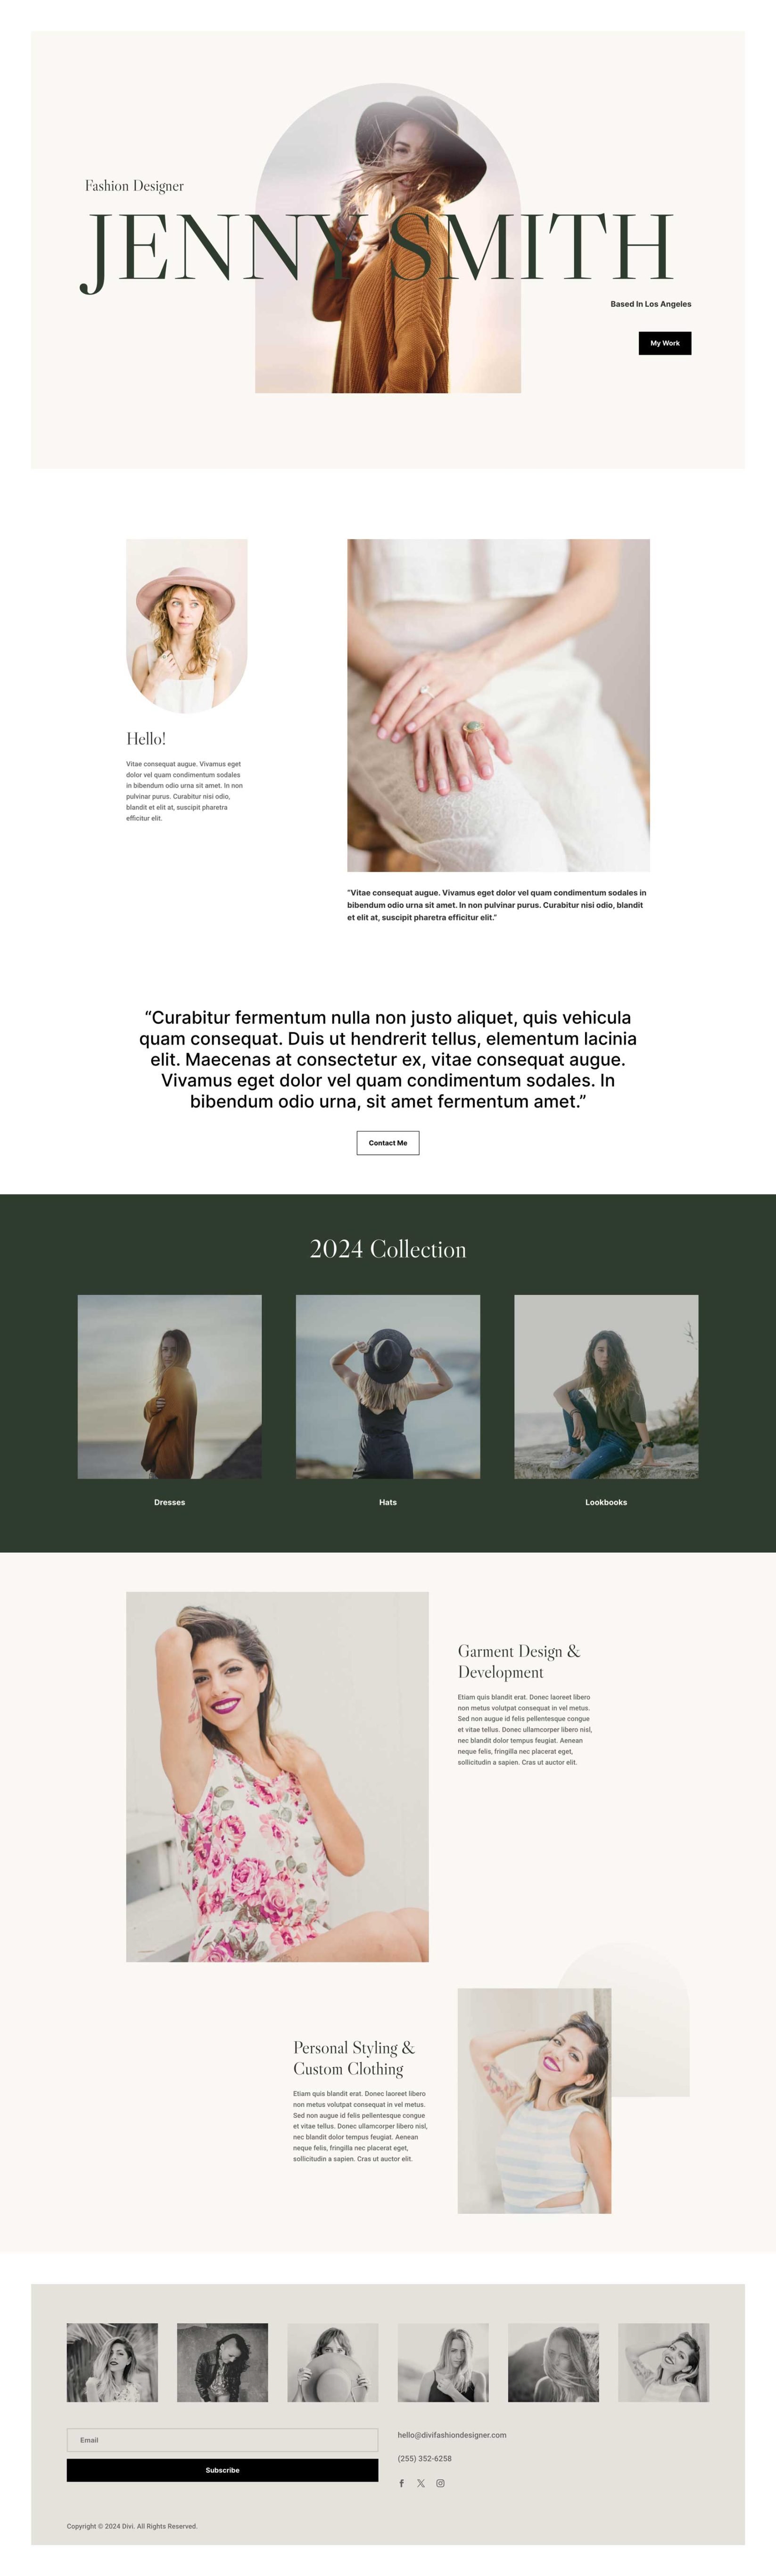 Fashion Designer
JENNY SMITH
Based In Los Angeles
My Work
Hello!
Vitae consequat augue. Vivamus eget
dolor vel quam condimentum sodales
in bibendum odio urna sit amet. In non
pulvinar purus. Curabitur nisi odio,
blandit et elit at, suscipit pharetra
efficitur elit.
"Vitae consequat augue. Vivamus eget dolor vel quam condimentum sodales in
bibendum odio urna sit amet. In non pulvinar purus. Curabitur nisi odio, blandit
et elit at, suscipit pharetra efficitur elit."
“Curabitur fermentum nulla non justo aliquet, quis vehicula
quam consequat. Duis ut hendrerit tellus, elementum lacinia
elit. Maecenas at consectetur ex, vitae consequat augue.
Vivamus eget dolor vel quam condimentum sodales. In
bibendum odio urna, sit amet fermentum amet.”
Contact Me
2024 Collection
Dresses
Hats
Lookbooks
Garment Design &
Development
Etiam quis blandit erat. Donec laoreet libero
non metus volutpat consequat in vel metus.
Sed non augue id felis pellentesque congue
et vitae tellus. Donec ullamcorper libero nisl,
nec blandit dolor tempus feugiat. Aenean
neque felis, fringilla nec placerat eget,
sollicitudin a sapien. Cras ut auctor elit.
Personal Styling &
Custom Clothing
Etiam quis blandit erat. Donec laoreet libero
non metus volutpat consequat in vel metus.
Sed non augue id felis pellentesque congue
et vitae tellus. Donec ullamcorper libero nisl,
nec blandit dolor tempus feugiat. Aenean
neque felis, fringilla nec placerat eget,
sollicitudin a sapien. Cras ut auctor elit.
Email
Subscribe
hello@divifashiondesigner.com
(255) 352-6258
Copyright © 2024 Divi. All Rights Reserved.